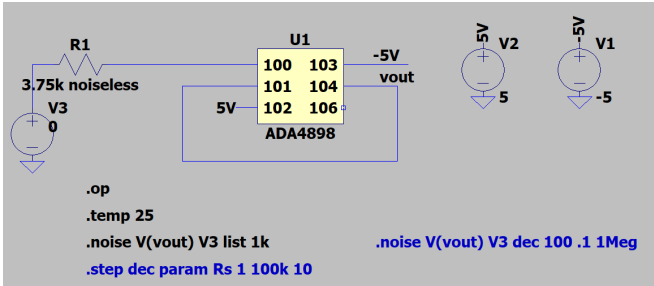 R1
3.75k noiseless
V3
0
U1
100 103
101 104
102 106
ADA4898
5V
-5V
vout
5V
V2
5
-5V
V1
-5
.op
.temp 25
.noise V(vout) V3 list 1k
.noise V(vout) V3 dec 100 .1 1Meg
.step dec param Rs 1 100k 10